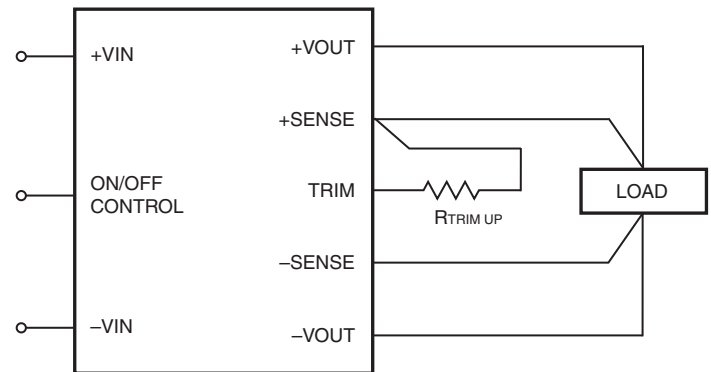 +VIN
ON/OFF
CONTROL
–VIN
+VOUT
+SENSE
TRIM
–SENSE
–VOUT
RTRIM UP
LOAD